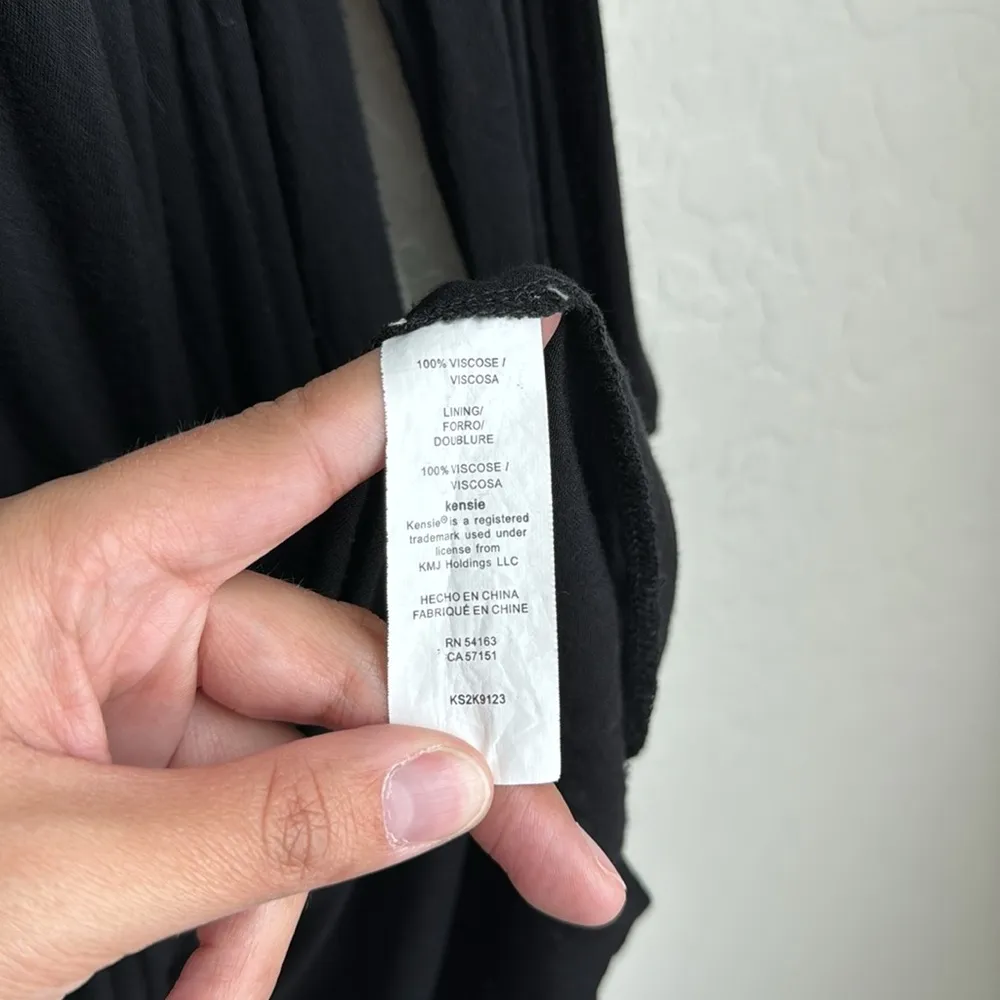 100% VISCOSE /
VISCOSA
LINING/
FORRO/
DOUBLURE
100% VISCOSE /
VISCOSA
kensie
Kensie® is a registered
trademark used under
license from
KMJ Holdings LLC
HECHO EN CHINA
FABRIQUÉ EN CHINE
RN 54163
CA 57151
KS2K9123